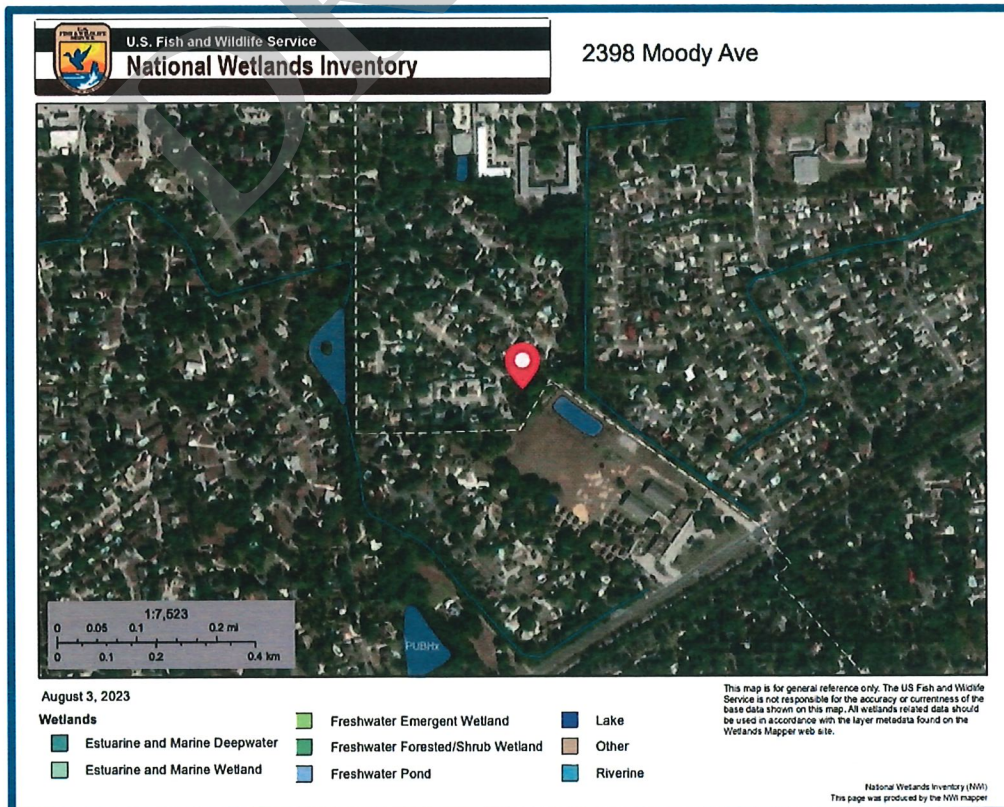 U.S.
FISH & WILDLIFE
SERVICE
U.S. Fish and Wildlife Service
National Wetlands Inventory
2398 Moody Ave
PUBHx
1:7,523
0 0.05 0.1 0.2 mi
0 0.1 0.2 0.4 km
August 3, 2023
Wetlands
Estuarine and Marine Deepwater
Estuarine and Marine Wetland
Freshwater Emergent Wetland
Freshwater Forested/Shrub Wetland
Freshwater Pond
Lake
Other
Riverine
This map is for general reference only. The US Fish and Wildlife
Service is not responsible for the accuracy or currentness of the
base data shown on this map. All wetlands related data should
be used in accordance with the layer metadata found on the
Wetlands Mapper web site.
National Wetlands Inventory (NWI)
This page was produced by the NWI mapper